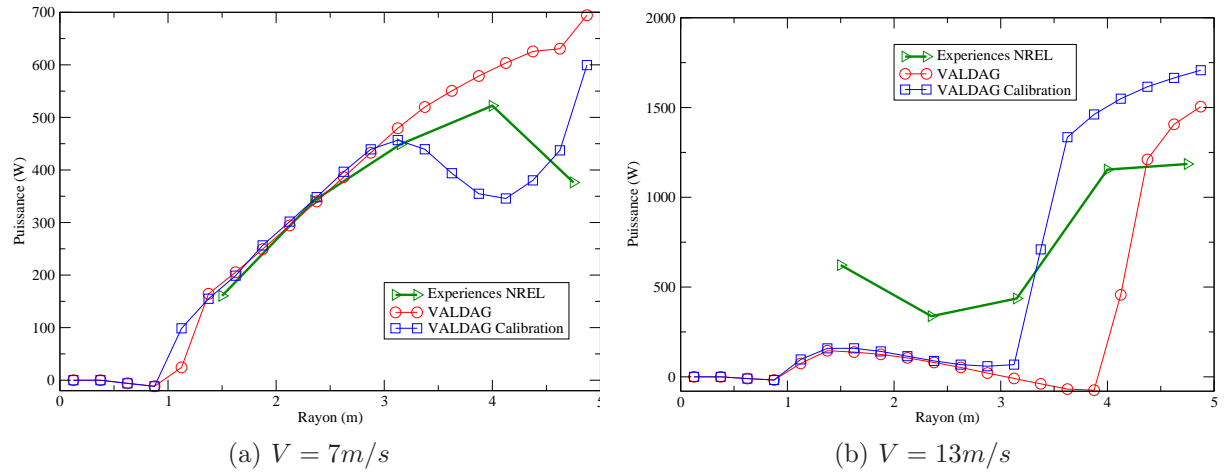 700
600
500
400
300
200
100
0
Puissance (W)
0
1
2
3
4
5
Rayon (m)
Experiences NREL
VALDAG
VALDAG Calibration
(a) V = 7m/s
2000
1500
1000
500
0
Puissance (W)
0
1
2
3
4
5
Rayon (m)
Experiences NREL
VALDAG
VALDAG Calibration
(b) V = 13m/s